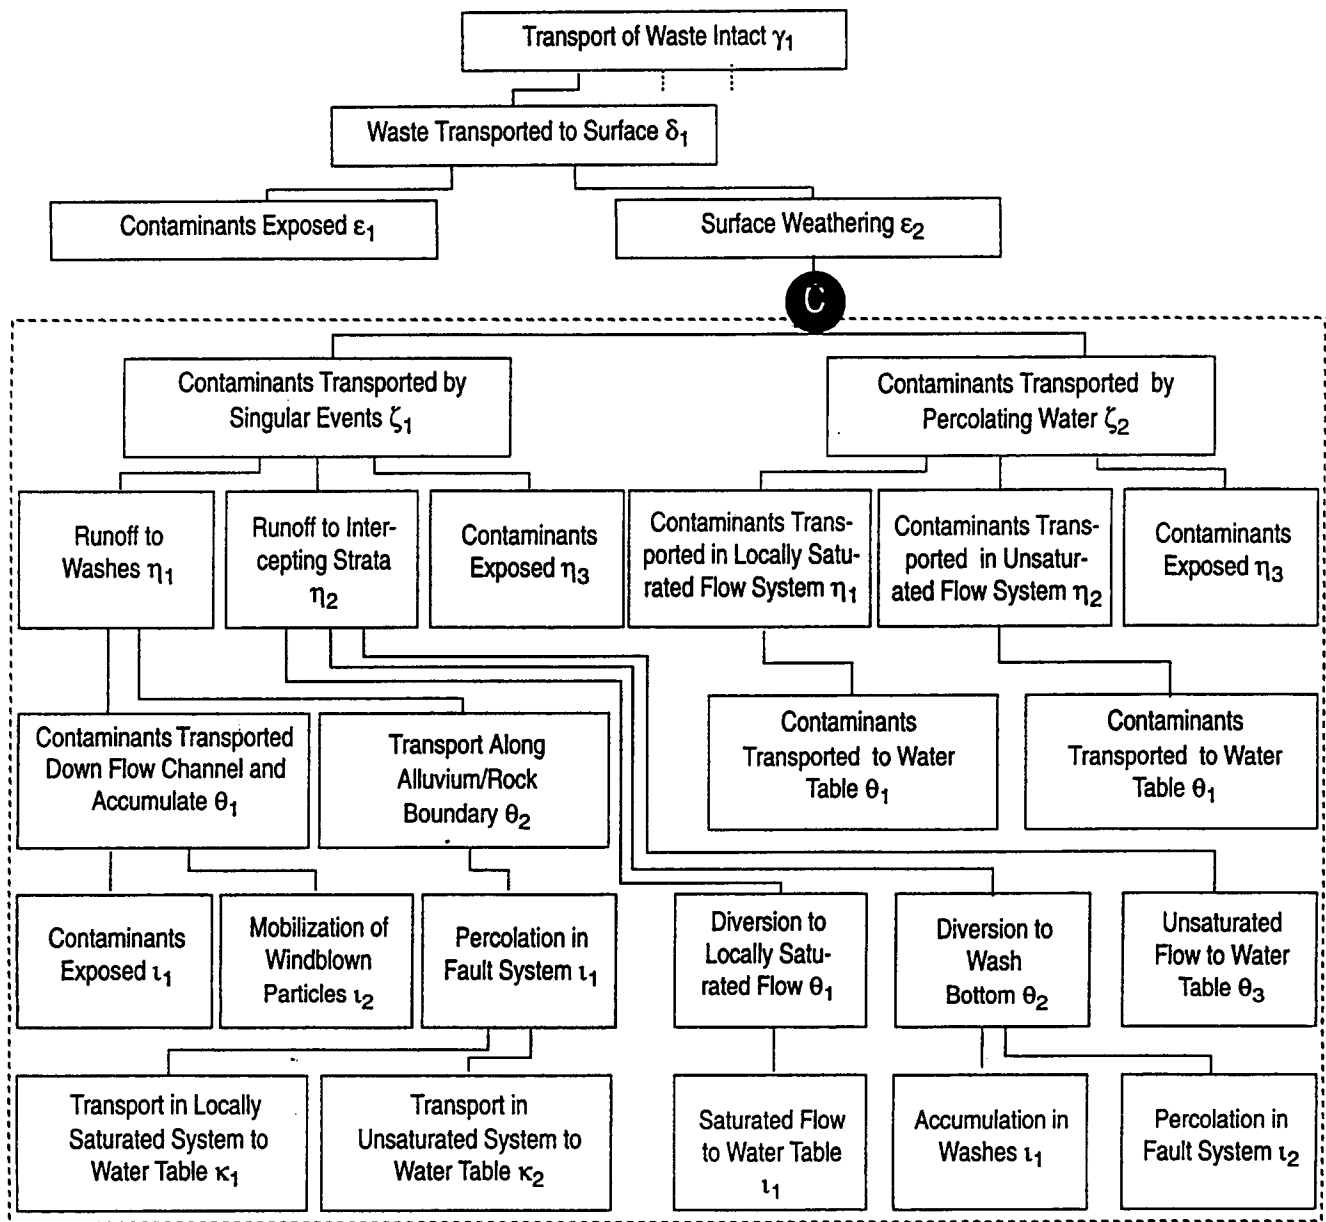 Transport of Waste Intact γ1
Waste Transported to Surface δ1
Contaminants Exposed ε1
Surface Weathering ε2
C
Contaminants Transported by
Singular Events ζ1
Contaminants Transported by
Percolating Water ζ2
Runoff to
Washes η1
Runoff to Inter-
cepting Strata
η2
Contaminants
Exposed η3
Contaminants Trans-
ported in Locally Satu-
rated Flow System η1
Contaminants Trans-
ported in Unsatur-
ated Flow System η2
Contaminants
Exposed η3
Contaminants Transported
Down Flow Channel and
Accumulate θ1
Transport Along
Alluvium/Rock
Boundary θ2
Contaminants
Transported to Water
Table θ1
Contaminants
Transported to Water
Table θ1
Contaminants
Exposed ι1
Mobilization of
Windblown
Particles ι2
Percolation in
Fault System ι1
Diversion to
Locally Satu-
rated Flow θ1
Diversion to
Wash
Bottom θ2
Unsaturated
Flow to Water
Table θ3
Transport in Locally
Saturated System to
Water Table κ1
Transport in
Unsaturated System to
Water Table κ2
Saturated Flow
to Water Table
ι1
Accumulation in
Washes ι1
Percolation in
Fault System ι2